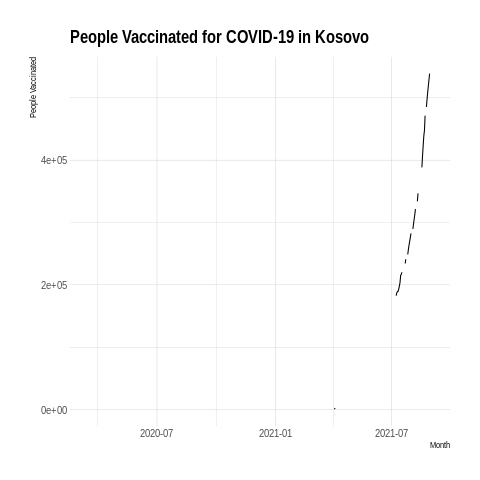 People Vaccinated for COVID-19 in Kosovo
People Vaccinated
4e+05
2e+05
0e+00
2020-07
2021-01
2021-07
Month